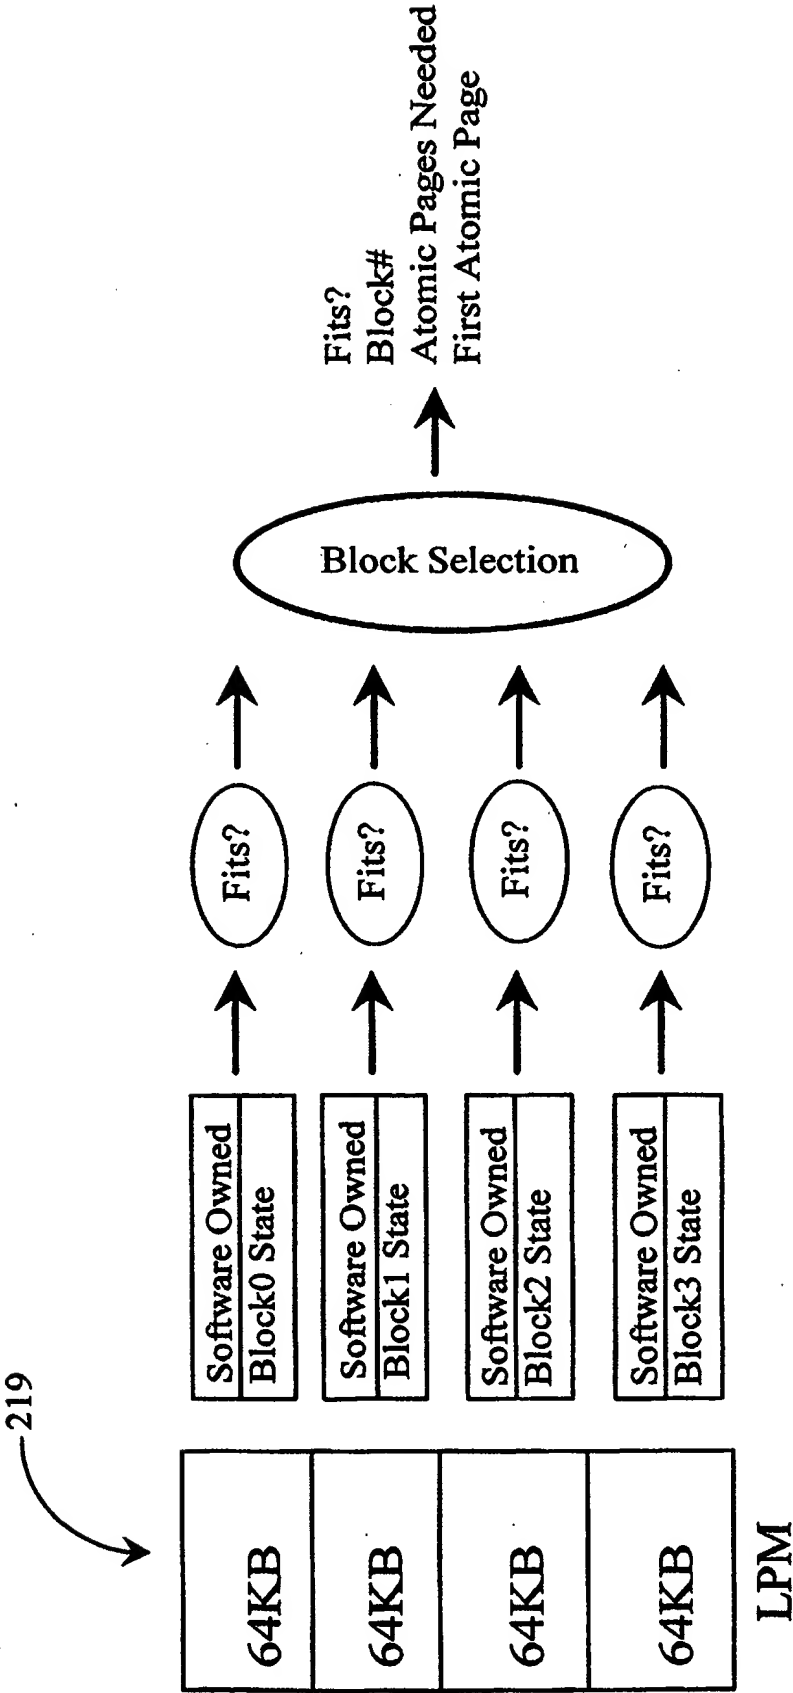 219
64KB
64KB
64KB
64KB
LPM
Software Owned
Block0 State
Software Owned
Block1 State
Software Owned
Block2 State
Software Owned
Block3 State
Fits?
Fits?
Fits?
Fits?
Block Selection
Fits?
Block#
Atomic Pages Needed
First Atomic Page